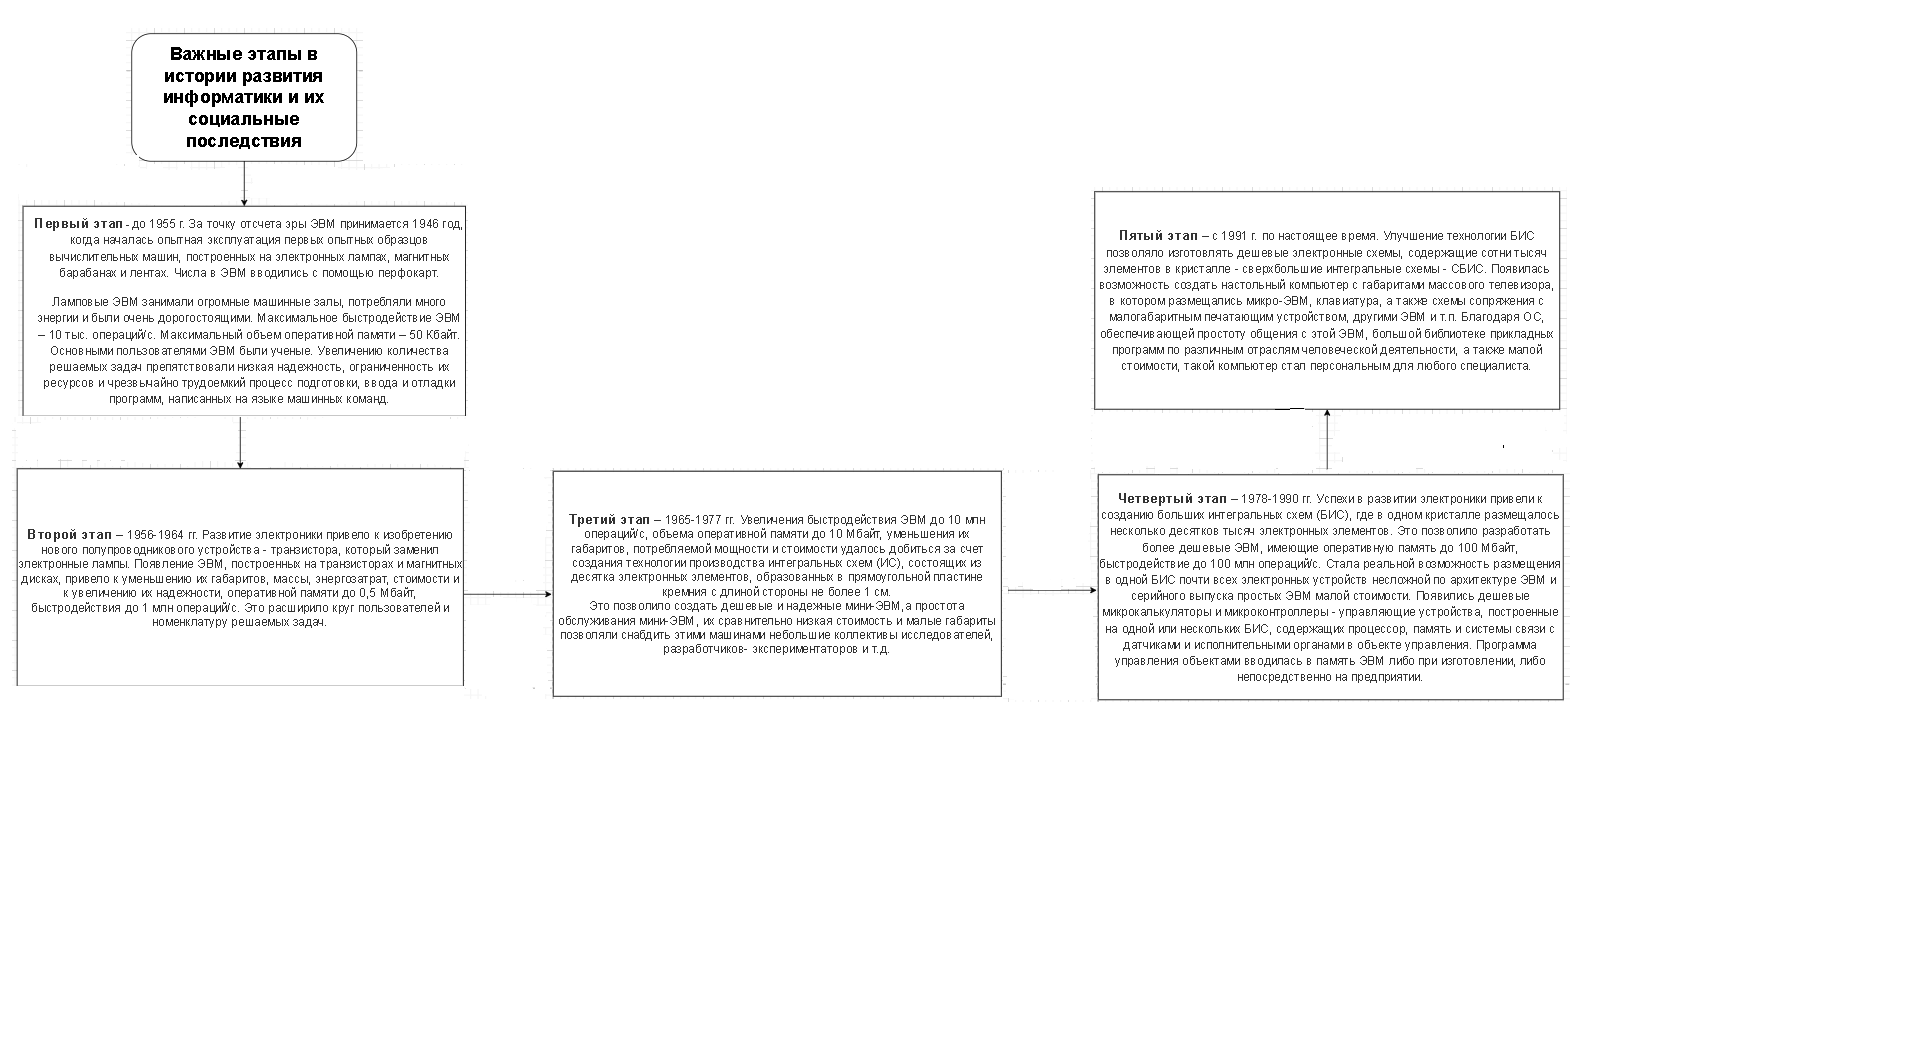 Важные этапы в
истории развития
информатики и их
социальные
последствия
Первый этап - до 1955 г. За точку отсчета эры ЭВМ принимается 1946 год,
когда началась опытная эксплуатация первых опытных образцов
вычислительных машин, построенных на электронных лампах, магнитных
барабанах и лентах. Числа в ЭВМ вводились с помощью перфокарт.
Ламповые ЭВМ занимали огромные машинные залы, потребляли много
энергии и были очень дорогостоящими. Максимальное быстродействие ЭВМ
– 10 тыс. операций/с. Максимальный объем оперативной памяти – 50 Кбайт.
Основными пользователями ЭВМ были ученые. Увеличению количества
решаемых задач препятствовали низкая надежность, ограниченность их
ресурсов и чрезвычайно трудоемкий процесс подготовки, ввода и отладки
программ, написанных на языке машинных команд.
Второй этап – 1956-1964 гг. Развитие электроники привело к изобретению
нового полупроводникового устройства - транзистора, который заменил
электронные лампы. Появление ЭВМ, построенных на транзисторах и магнитных
дисках, привело к уменьшению их габаритов, массы, энергозатрат, стоимости и
к увеличению их надежности, оперативной памяти до 0,5 Мбайт,
быстродействия до 1 млн операций/с. Это расширило круг пользователей и
номенклатуру решаемых задач.
Третий этап – 1965-1977 гг. Увеличения быстродействия ЭВМ до 10 млн
операций/с, объема оперативной памяти до 10 Мбайт, уменьшения их
габаритов, потребляемой мощности и стоимости удалось добиться за счет
создания технологии производства интегральных схем (ИС), состоящих из
десятка электронных элементов, образованных в прямоугольной пластине
кремния с длиной стороны не более 1 см.
Это позволило создать дешевые и надежные мини-ЭВМ, а простота
обслуживания мини-ЭВМ, их сравнительно низкая стоимость и малые габариты
позволяли снабдить этими машинами небольшие коллективы исследователей,
разработчиков- экспериментаторов и т.д.
Четвертый этап – 1978-1990 гг. Успехи в развитии электроники привели к
созданию больших интегральных схем (БИС), где в одном кристалле размещалось
несколько десятков тысяч электронных элементов. Это позволило разработать
более дешевые ЭВМ, имеющие оперативную память до 100 Мбайт,
быстродействие до 100 млн операций/с. Стала реальной возможность размещения
в одной БИС почти всех электронных устройств несложной по архитектуре ЭВМ и
серийного выпуска простых ЭВМ малой стоимости. Появились дешевые
микрокалькуляторы и микроконтроллеры - управляющие устройства, построенные
на одной или нескольких БИС, содержащих процессор, память и системы связи с
датчиками и исполнительными органами в объекте управления. Программа
управления объектами вводилась в память ЭВМ либо при изготовлении, либо
непосредственно на предприятии.
Пятый этап – с 1991 г. по настоящее время. Улучшение технологии БИС
позволяло изготовлять дешевые электронные схемы, содержащие сотни тысяч
элементов в кристалле - сверхбольшие интегральные схемы - СБИС. Появилась
возможность создать настольный компьютер с габаритами массового телевизора,
в котором размещались микро-ЭВМ, клавиатура, а также схемы сопряжения с
малогабаритным печатающим устройством, другими ЭВМ и т.п. Благодаря ОС,
обеспечивающей простоту общения с этой ЭВМ, большой библиотеке прикладных
программ по различным отраслям человеческой деятельности, а также малой
стоимости, такой компьютер стал персональным для любого специалиста.